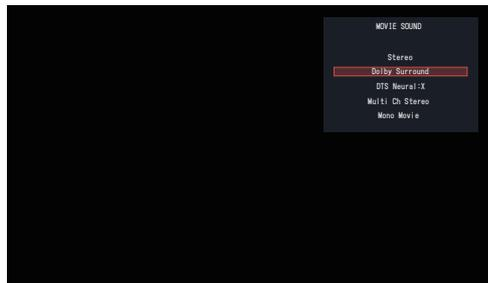 MOVIE SOUND
Stereo
Dolby Surround
DTS Neural:X
Multi Ch Stereo
Mono Movie